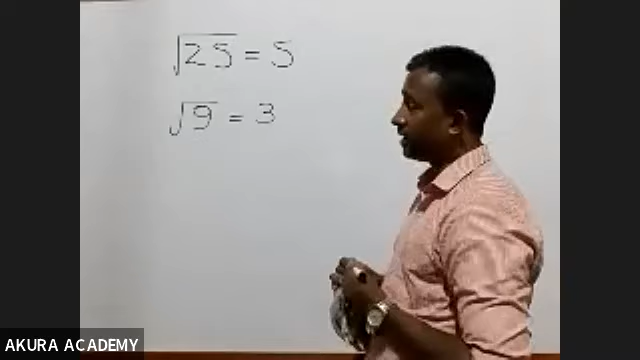 √25 = 5
√9 = 3
AKURA ACADEMY